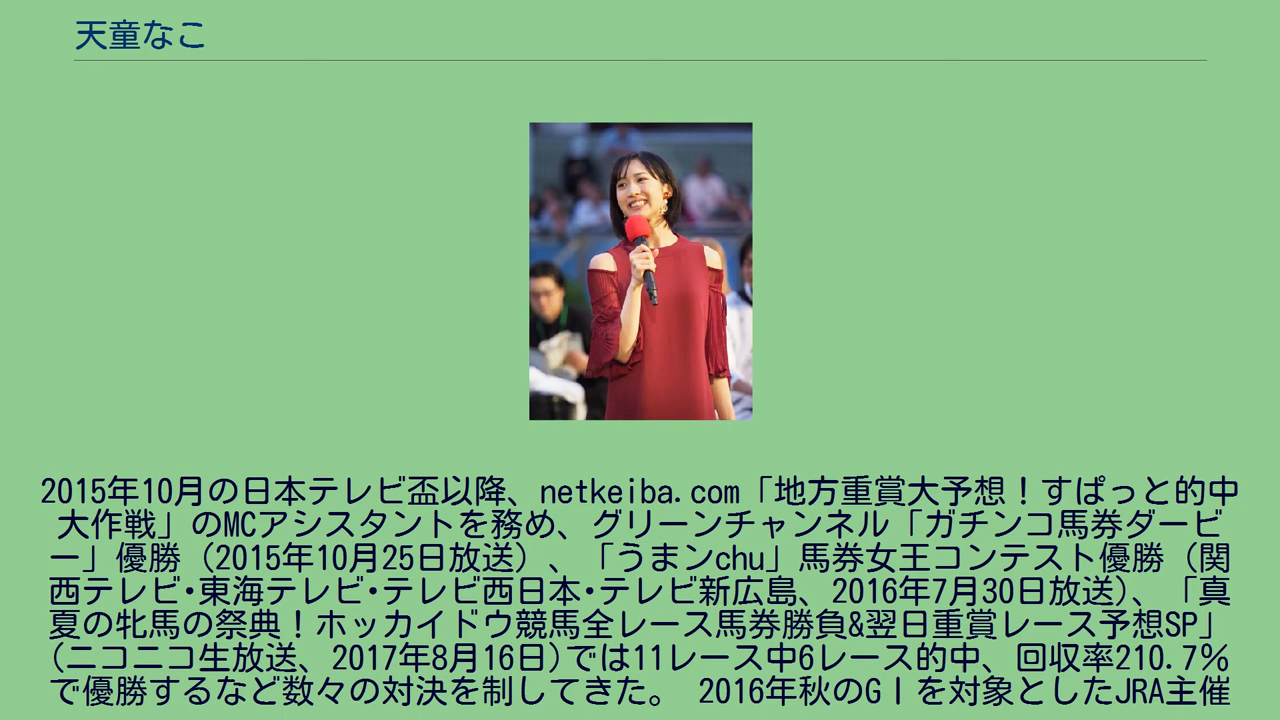 天童なこ
2015年10月の日本テレビ盃以降、netkeiba.com「地方重賞大予想！すぱっと的中
大作戦」のMCアシスタントを務め、グリーンチャンネル「ガチンコ馬券ダービ
ー」優勝（2015年10月25日放送）、「うまンchu」馬券女王コンテスト優勝（関
西テレビ・東海テレビ・テレビ西日本・テレビ新広島、2016年7月30日放送）、「真
夏の牝馬の祭典！ホッカイドウ競馬全レース馬券勝負&翌日重賞レース予想SP」
(ニコニコ生放送、2017年8月16日)では11レース中6レース的中、回収率210.7％
で優勝するなど数々の対決を制してきた。 2016年秋のGⅠを対象としたJRA主催